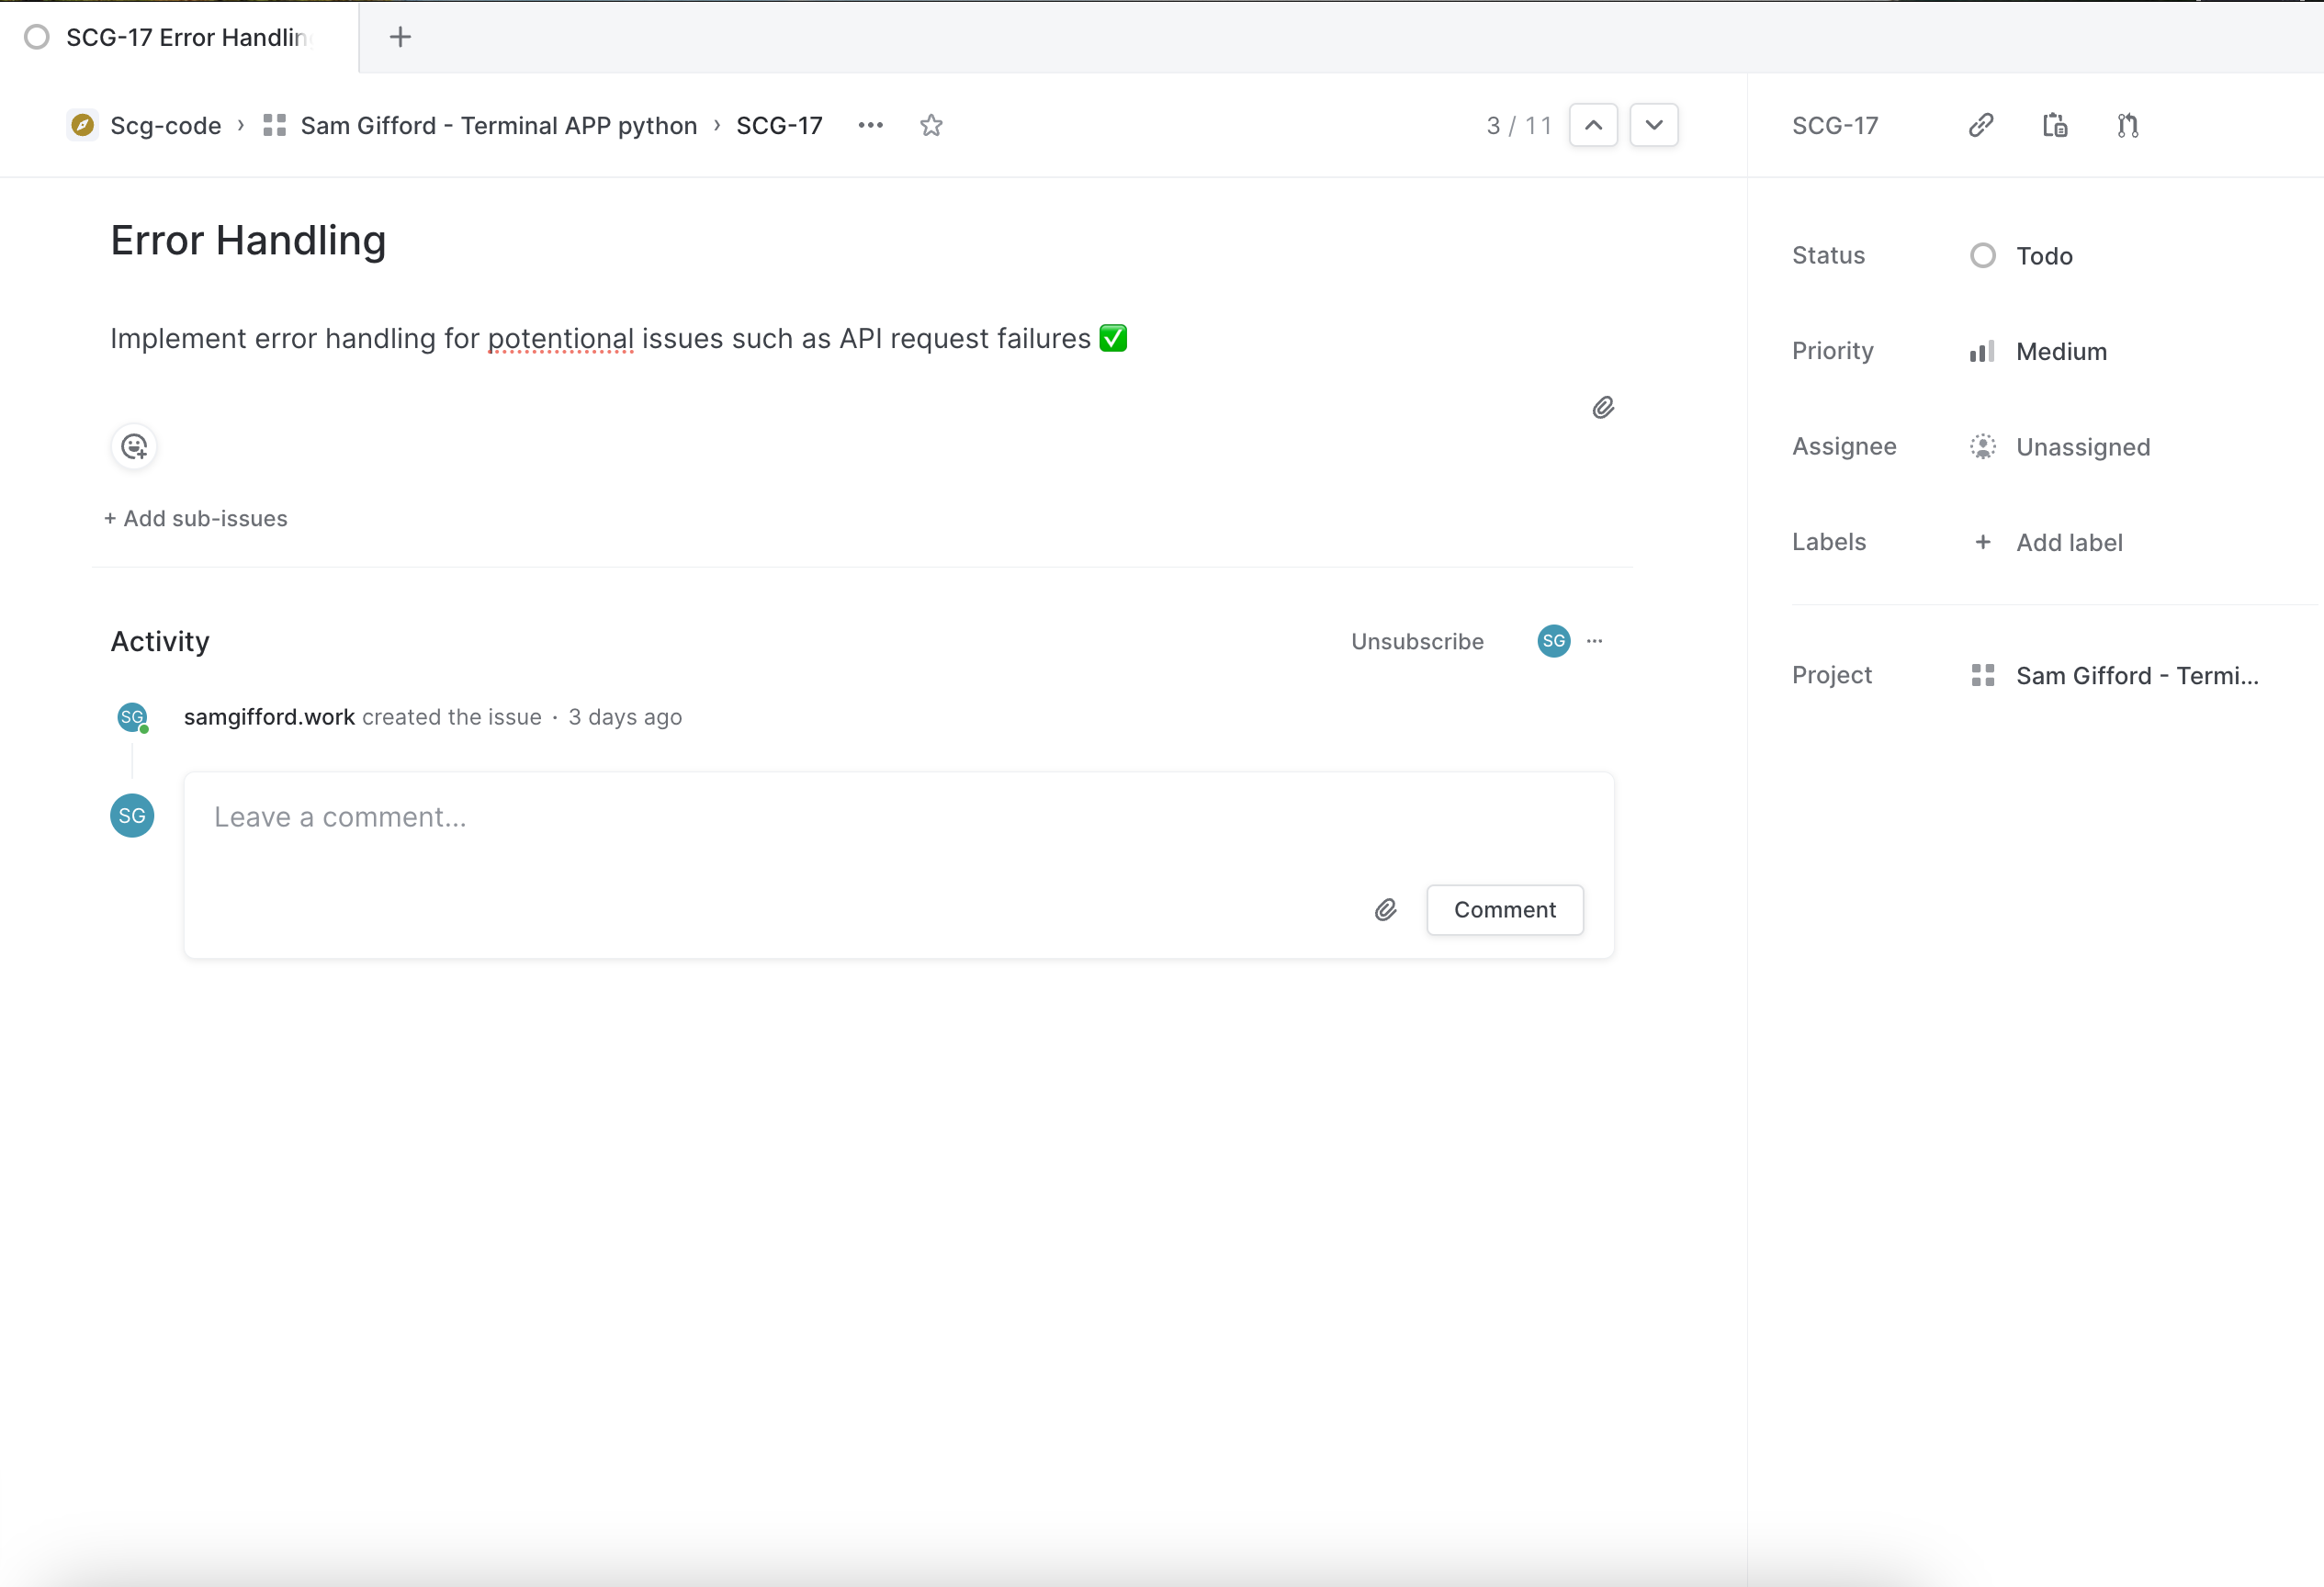 SCG-17 Error Handlin
Scg-code › Sam Gifford - Terminal APP python › SCG-17
3 / 11
SCG-17
Error Handling
Implement error handling for potentional issues such as API request failures ✅
+ Add sub-issues
Activity
Unsubscribe
SG
SG
samgifford.work created the issue · 3 days ago
SG
Leave a comment...
Comment
Status
Todo
Priority
Medium
Assignee
Unassigned
Labels
+ Add label
Project
Sam Gifford - Termi...